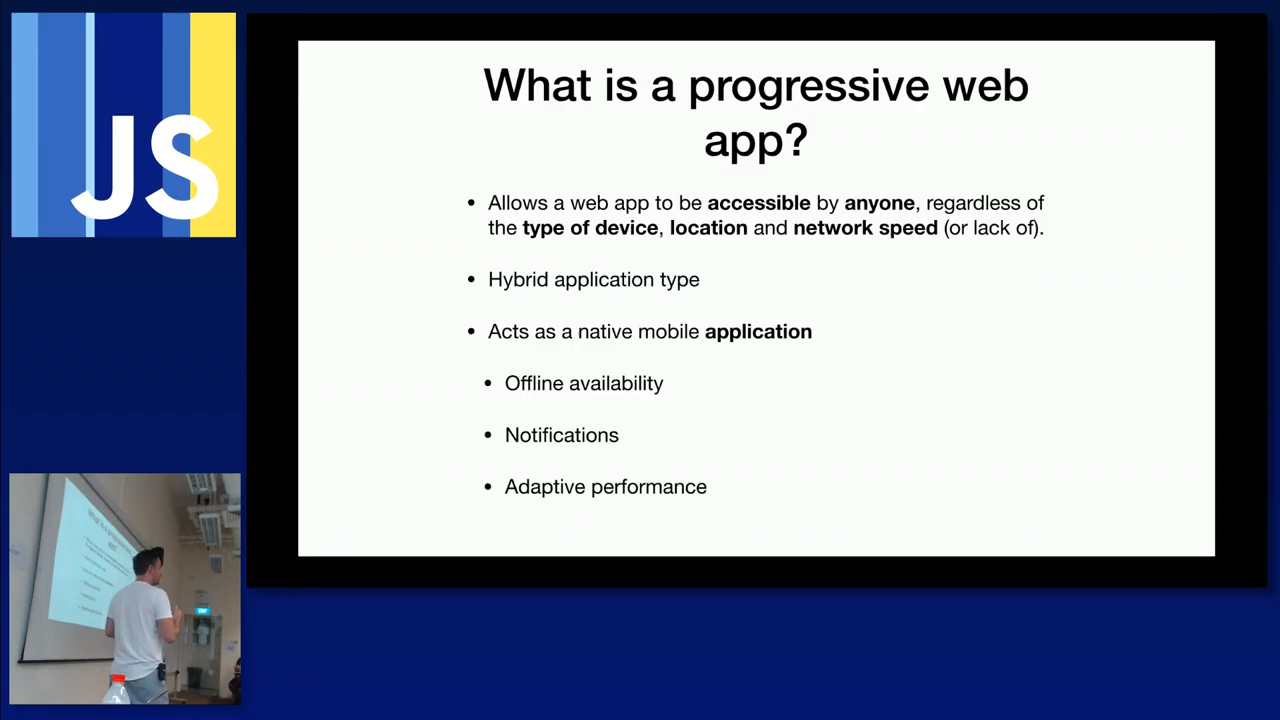 JS
What is a progressive web
app?
• Allows a web app to be accessible by anyone, regardless of
the type of device, location and network speed (or lack of).
• Hybrid application type
• Acts as a native mobile application
• Offline availability
• Notifications
• Adaptive performance